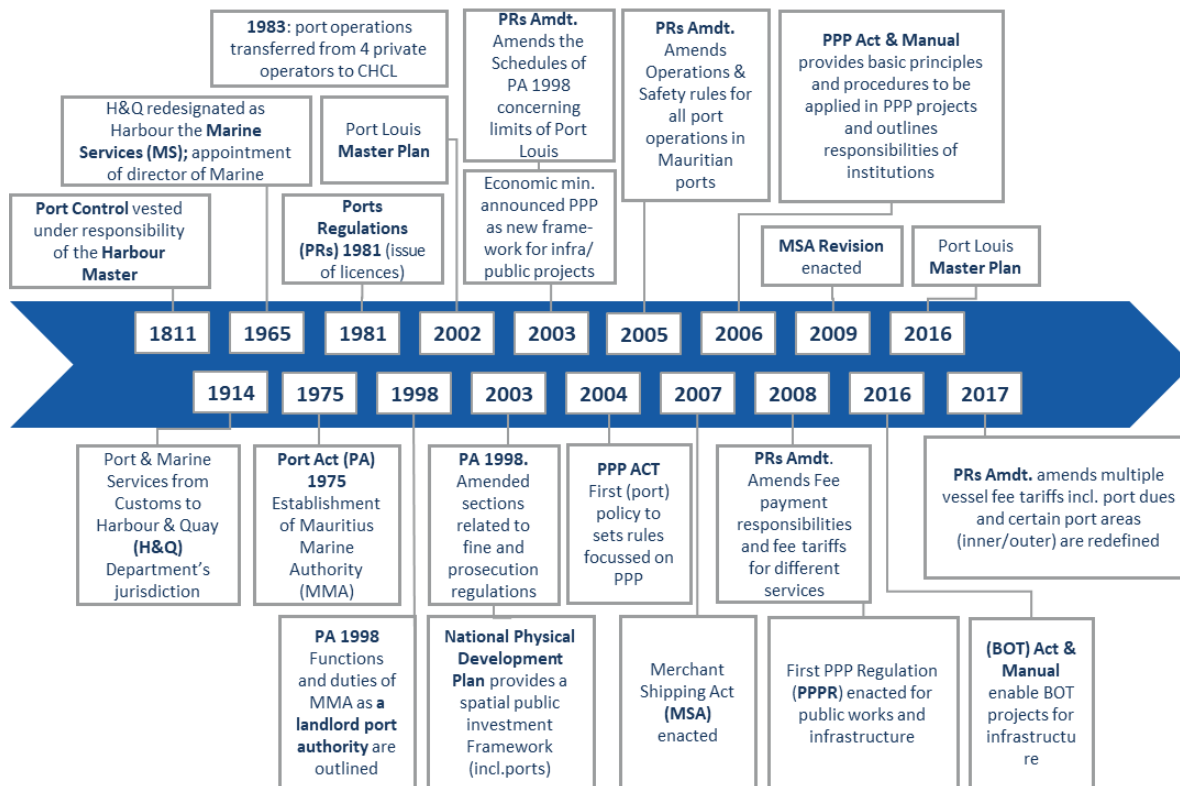 1983: port operations
transferred from 4 private
operators to CHCL
PRs Amdt.
Amends the
Schedules of
PA 1998
concerning
limits of Port
Louis
PRs Amdt.
Amends
Operations &
Safety rules for
all port
operations in
Mauritian
ports
PPP Act & Manual
provides basic
principles and
procedures to be
applied in PPP
projects and outlines
responsibilities of
institutions
H&Q redesignated as
Harbour the Marine
Services (MS); appointment
of director of Marine
Port Louis
Master Plan
Port Control vested
under responsibility
of the Harbour
Master
Ports
Regulations
(PRs) 1981 (issue
of licences)
Economic min.
announced PPP
as new frame-
work for infra/
public projects
MSA Revision
enacted
Port Louis
Master Plan
1811
1965
1981
2002
2003
2005
2006
2009
2016
1914
1975
1998
2003
2004
2007
2008
2016
2017
Port & Marine
Services from
Customs to
Harbour & Quay
(H&Q)
Department's
jurisdiction
Port Act (PA)
1975
Establishment
of Mauritius
Marine
Authority
(MMA)
PA 1998.
Amended
sections
related to
fine and
prosecution
regulations
PPP ACT
First (port)
policy to
sets rules
focussed on
PPP
PRs Amdt.
Amends Fee
payment
responsibilities
and fee tariffs
for different
services
PRs Amdt. amends multiple
vessel fee tariffs incl. port dues
and certain port areas
(inner/outer) are redefined
PA 1998
Functions
and duties of
MMA as a
landlord port
authority are
outlined
National Physical
Development
Plan provides a
spatial public
investment
Framework
(incl.ports)
Merchant
Shipping Act
(MSA)
enacted
First PPP Regulation
(PPPR) enacted for
public works and
infrastructure
(BOT) Act &
Manual
enable BOT
projects for
infrastructu
re